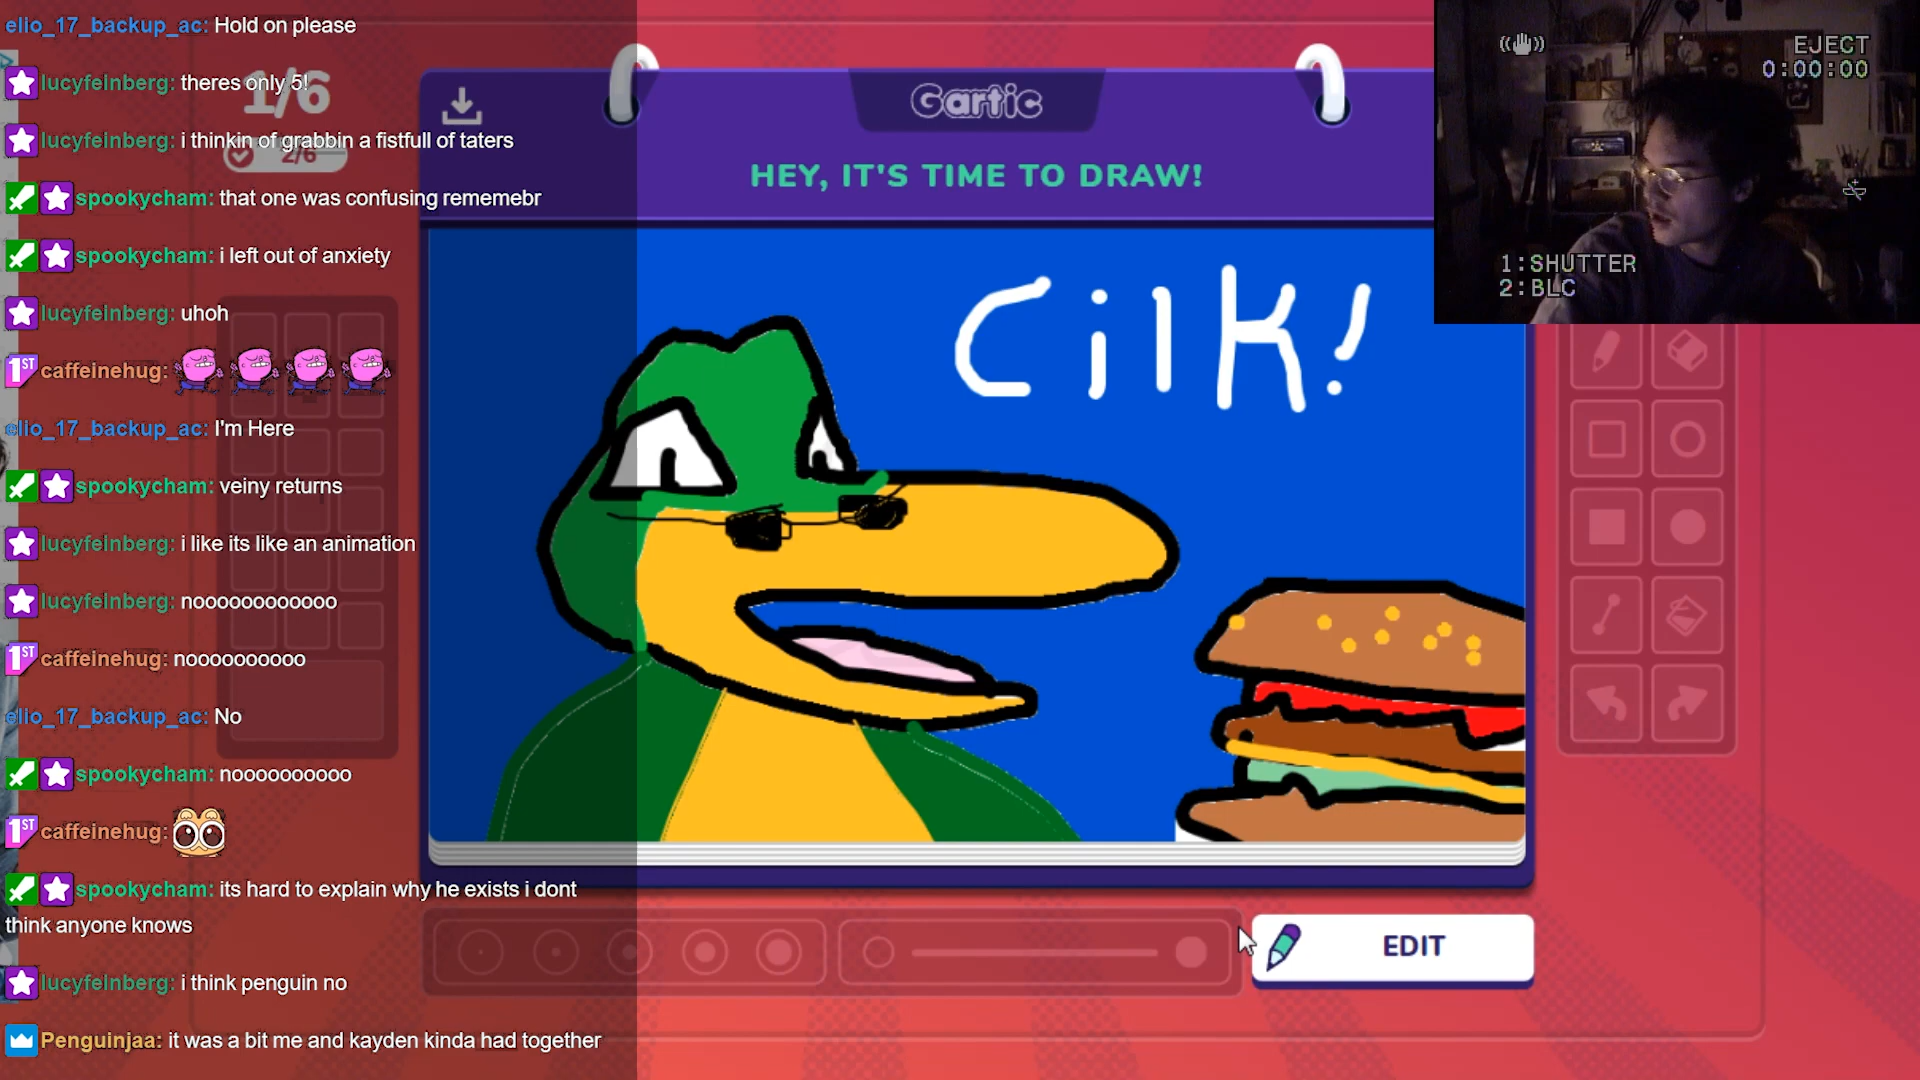 elio_17_backup_ac: Hold on please
lucyfeinberg: theres only 5!
1/6
lucyfeinberg: i thinkin of grabbin a fistfull of taters
2/6
spookycham: that one was confusing rememebr
spookycham: i left out of anxiety
lucyfeinberg: uhoh
1ST caffeinehug:
elio_17_backup_ac: I'm Here
spookycham: veiny returns
lucyfeinberg: i like its like an animation
lucyfeinberg: noooooooooooo
1ST caffeinehug: noooooooooo
elio_17_backup_ac: No
spookycham: noooooooooo
1ST caffeinehug:
spookycham: its hard to explain why he exists i dont
think anyone knows
lucyfeinberg: i think penguin no
Penguinjaa: it was a bit me and kayden kinda had together
Gartic
HEY, IT'S TIME TO DRAW!
Cilk!
EDIT
EJECT
0:00:00
1:SHUTTER
2:BLC